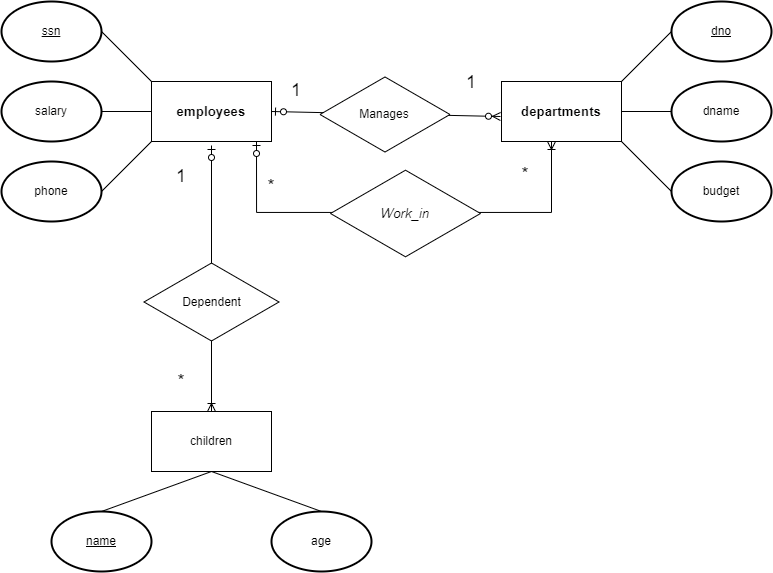 ssn
dno
1
1
employees
Manages
departments
salary
dname
1
*
*
phone
Work_in
budget
Dependent
*
children
name
age